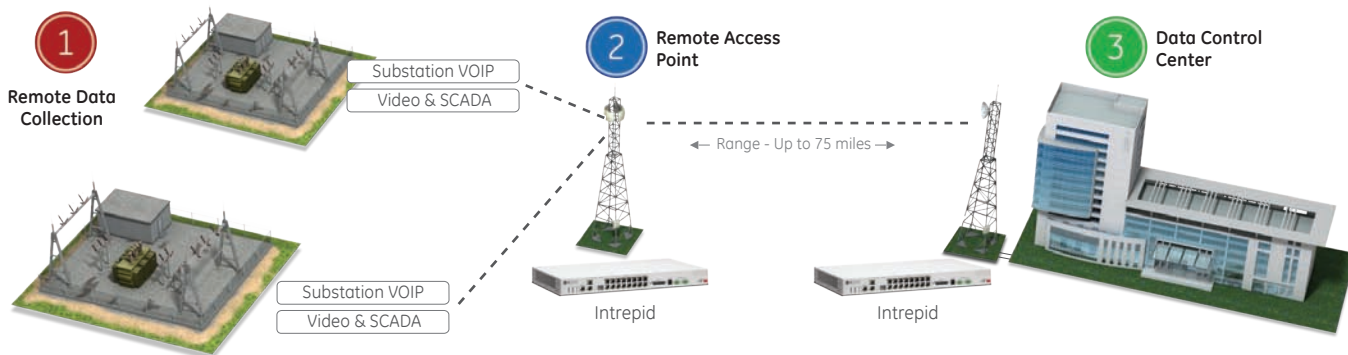 1
Remote Data
Collection
Substation VOIP
Video & SCADA
Substation VOIP
Video & SCADA
2
Remote Access
Point
Range - Up to 75 miles
Intrepid
Intrepid
3
Data Control
Center